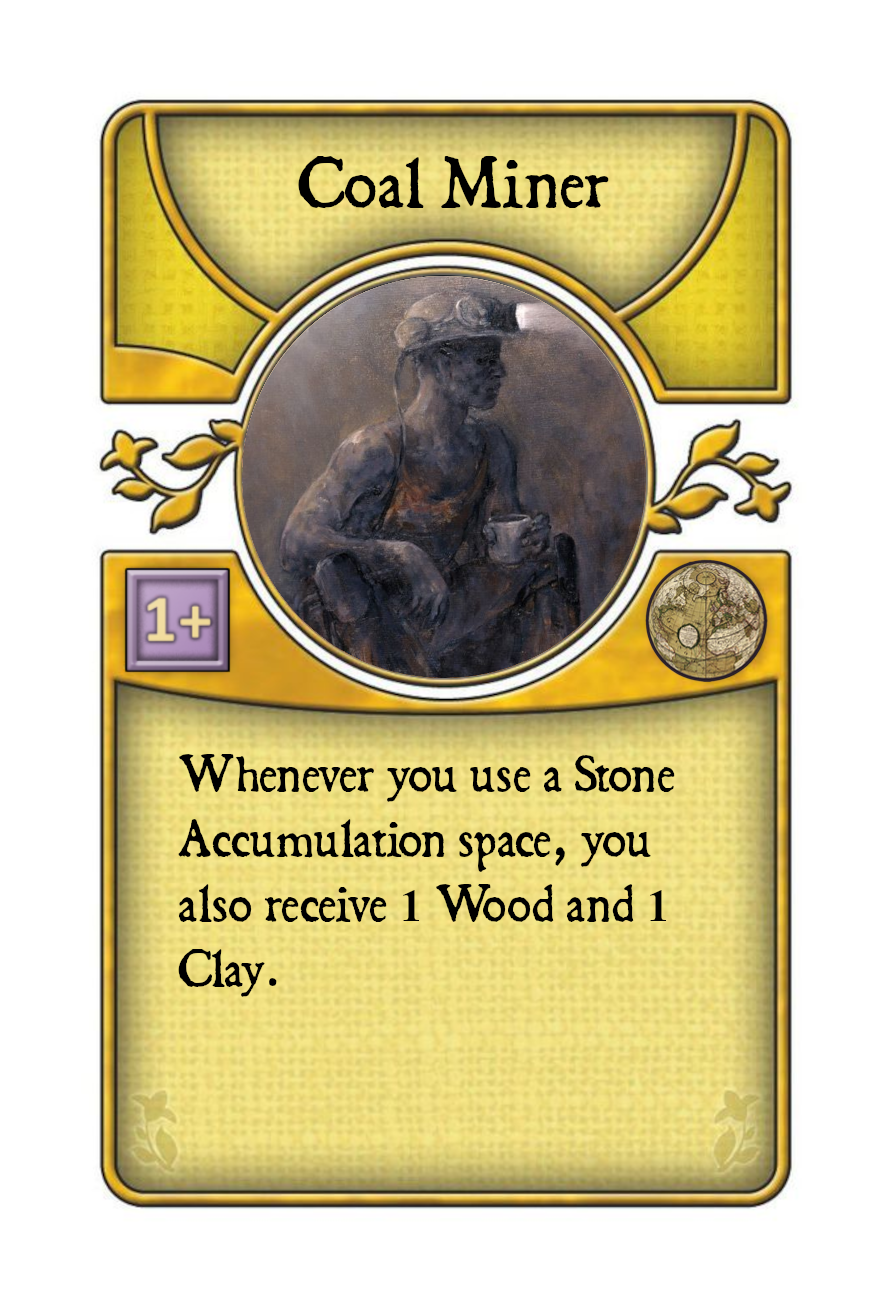 Coal Miner
1+
Whenever you use a Stone
Accumulation space, you
also receive 1 Wood and 1
Clay.